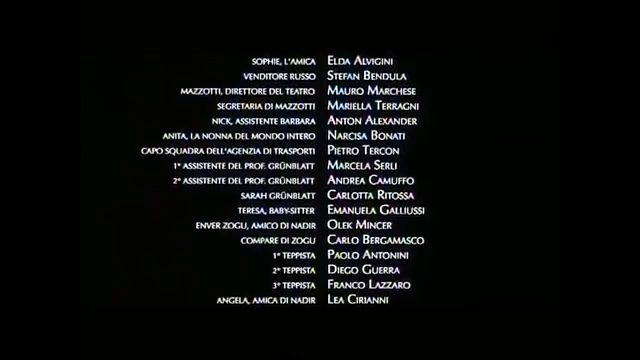 SOPHIE, L'AMICA ELDA ALVIGINI
VENDITORE RUSSO STEFAN BENDULA
MAZZOTTI, DIRETTORE DEL TEATRO MAURO MARCHESE
SEGRETARIA DI MAZZOTTI MARIELLA TERRAGNI
NICK, ASSISTENTE BARBARA ANTON ALEXANDER
ANITA, LA NONNA DEL MONDO INTERO NARCISA BONATI
CAPO SQUADRA DELL'AGENZIA DI TRASPORTI PIETRO TERCON
1° ASSISTENTE DEL PROF. GRÜNBLATT MARCELA SERLI
2° ASSISTENTE DEL PROF. GRÜNBLATT ANDREA CAMUFFO
SARAH GRÜNBLATT CARLOTTA RITOSSA
TERESA, BABY-SITTER EMANUELA GALLIUSSI
ENVER ZOGU, AMICO DI NADIR OLEK MINCER
COMPARE DI ZOGU CARLO BERGAMASCO
1° TEPPISTA PAOLO ANTONINI
2° TEPPISTA DIEGO GUERRA
3° TEPPISTA FRANCO LAZZARO
ANGELA, AMICA DI NADIR LEA CIRIANNI